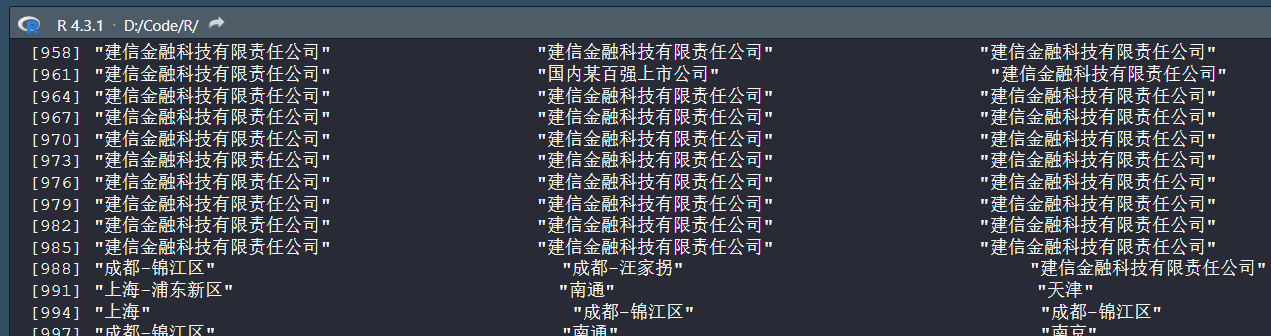 R 4.3.1 · D:/Code/R/
[958] "建信金融科技有限责任公司" "建信金融科技有限责任公司" "建信金融科技有限责任公司"
[961] "建信金融科技有限责任公司" "国内某百强上市公司" "建信金融科技有限责任公司"
[964] "建信金融科技有限责任公司" "建信金融科技有限责任公司" "建信金融科技有限责任公司"
[967] "建信金融科技有限责任公司" "建信金融科技有限责任公司" "建信金融科技有限责任公司"
[970] "建信金融科技有限责任公司" "建信金融科技有限责任公司" "建信金融科技有限责任公司"
[973] "建信金融科技有限责任公司" "建信金融科技有限责任公司" "建信金融科技有限责任公司"
[976] "建信金融科技有限责任公司" "建信金融科技有限责任公司" "建信金融科技有限责任公司"
[979] "建信金融科技有限责任公司" "建信金融科技有限责任公司" "建信金融科技有限责任公司"
[982] "建信金融科技有限责任公司" "建信金融科技有限责任公司" "建信金融科技有限责任公司"
[985] "建信金融科技有限责任公司" "建信金融科技有限责任公司" "建信金融科技有限责任公司"
[988] "成都-锦江区" "成都-汪家拐" "建信金融科技有限责任公司"
[991] "上海-浦东新区" "南通" "天津"
[994] "上海" "成都-锦江区" "成都-锦江区"
[997] "成都-锦江区" "南通" "南京"